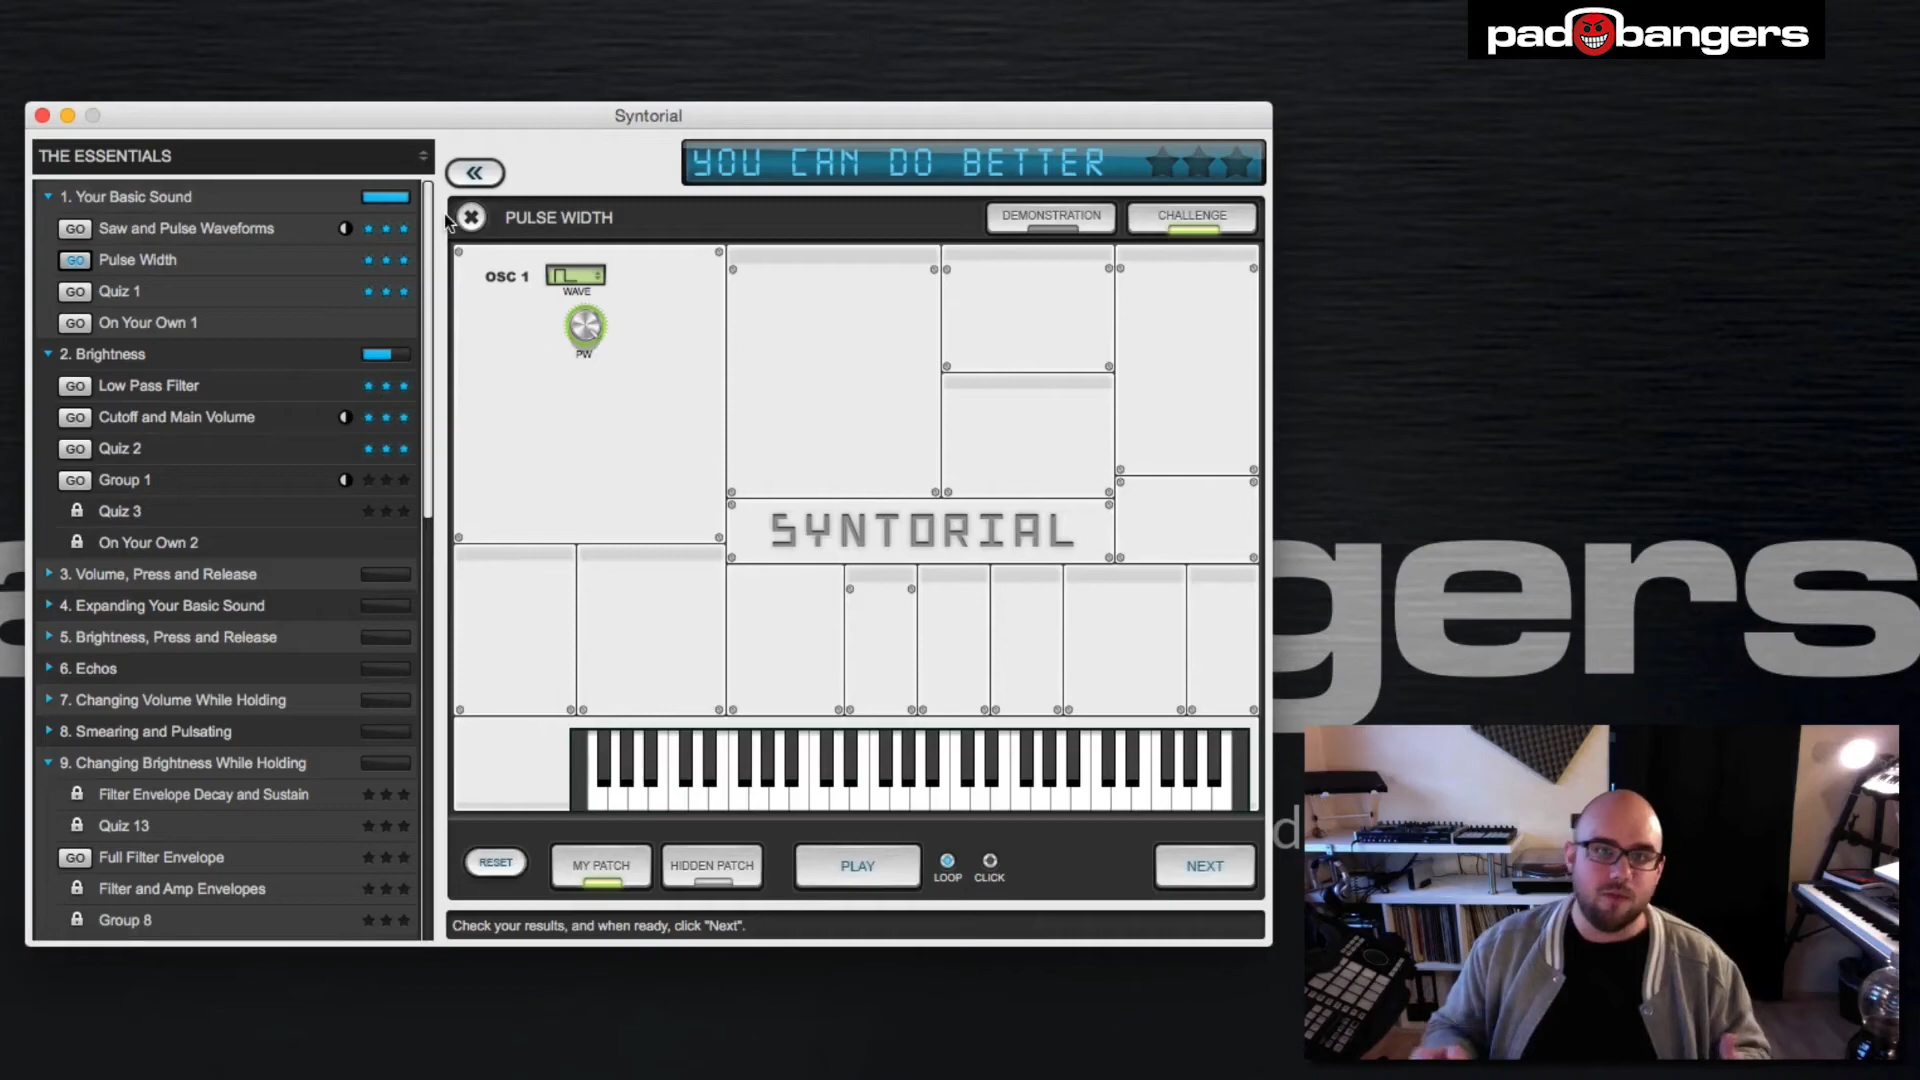 pad bangers
Syntorial
THE ESSENTIALS
YOU CAN DO BETTER
1. Your Basic Sound
GO Saw and Pulse Waveforms
GO Pulse Width
GO Quiz 1
GO On Your Own 1
2. Brightness
GO Low Pass Filter
GO Cutoff and Main Volume
GO Quiz 2
GO Group 1
Quiz 3
On Your Own 2
3. Volume, Press and Release
4. Expanding Your Basic Sound
5. Brightness, Press and Release
6. Echos
7. Changing Volume While Holding
8. Smearing and Pulsating
9. Changing Brightness While Holding
Filter Envelope Decay and Sustain
Quiz 13
GO Full Filter Envelope
Filter and Amp Envelopes
Group 8
PULSE WIDTH
DEMONSTRATION
CHALLENGE
OSC 1
WAVE
PW
SYNTORIAL
RESET
MY PATCH
HIDDEN PATCH
PLAY
LOOP
CLICK
NEXT
Check your results, and when ready, click "Next".
gers
d